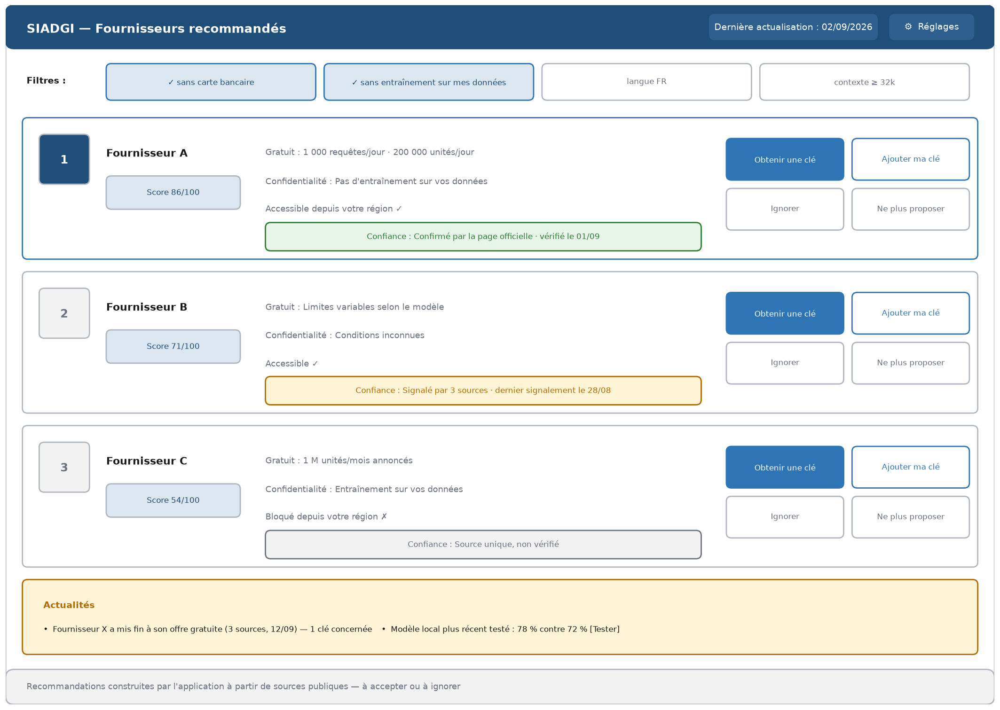 SIADGI — Fournisseurs recommandés
Dernière actualisation : 02/09/2026
⚙ Réglages
Filtres :
✓ sans carte bancaire
✓ sans entraînement sur mes données
langue FR
contexte ≥ 32k
1
Fournisseur A
Score 86/100
Gratuit : 1 000 requêtes/jour · 200 000 unités/jour
Confidentialité : Pas d'entraînement sur vos données
Accessible depuis votre région ✓
Confiance : Confirmé par la page officielle · vérifié le 01/09
Obtenir une clé
Ajouter ma clé
Ignorer
Ne plus proposer
2
Fournisseur B
Score 71/100
Gratuit : Limites variables selon le modèle
Confidentialité : Conditions inconnues
Accessible ✓
Confiance : Signalé par 3 sources · dernier signalement le 28/08
Obtenir une clé
Ajouter ma clé
Ignorer
Ne plus proposer
3
Fournisseur C
Score 54/100
Gratuit : 1 M unités/mois annoncés
Confidentialité : Entraînement sur vos données
Bloqué depuis votre région ✗
Confiance : Source unique, non vérifié
Obtenir une clé
Ajouter ma clé
Ignorer
Ne plus proposer
Actualités
• Fournisseur X a mis fin à son offre gratuite (3 sources, 12/09) — 1 clé concernée • Modèle local plus récent testé : 78 % contre 72 % [Tester]
Recommandations construites par l'application à partir de sources publiques — à accepter ou à ignorer